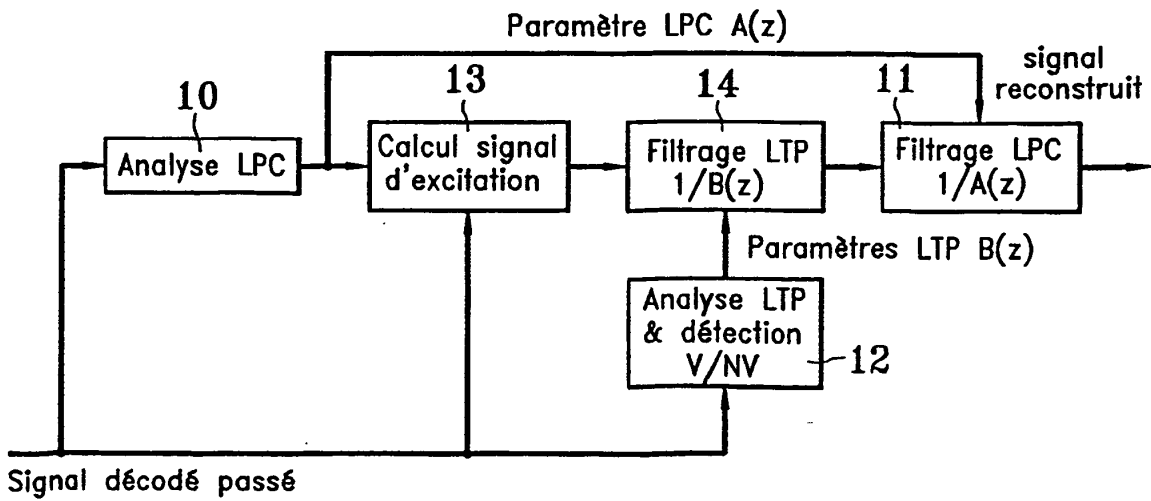 Paramètre LPC A(z)
signal
reconstruit
10
13
14
11
Analyse LPC
Calcul signal
d'excitation
Filtrage LTP
1/B(z)
Filtrage LPC
1/A(z)
Paramètres LTP B(z)
Analyse LTP
& détection
V/NV
12
Signal décodé passé